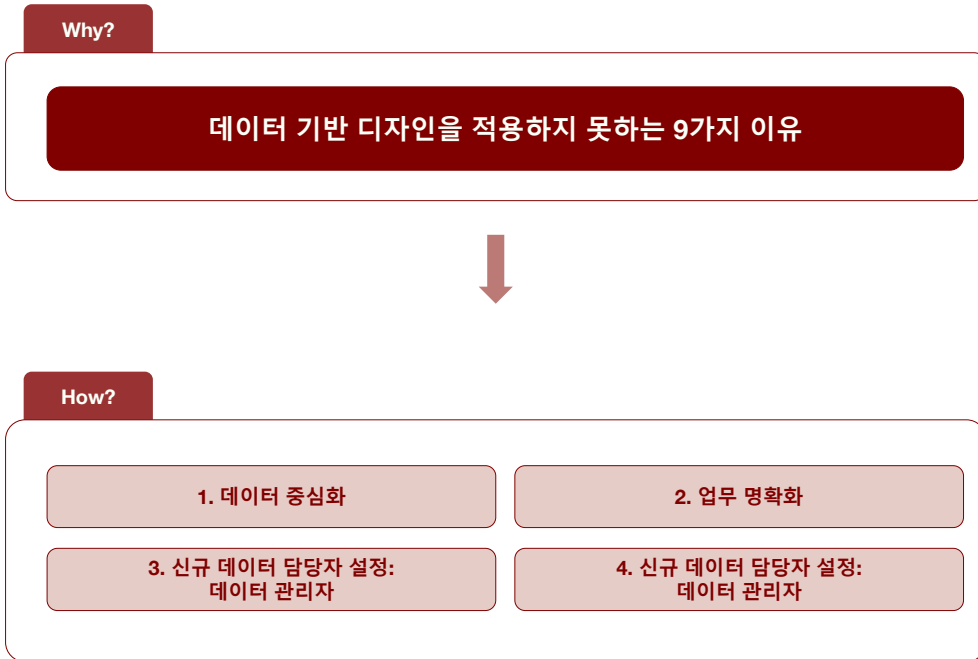 Why?
데이터 기반 디자인을 적용하지 못하는 9가지 이유
How?
1. 데이터 중심화
2. 업무 명확화
3. 신규 데이터 담당자 설정:
데이터 관리자
4. 신규 데이터 담당자 설정:
데이터 관리자